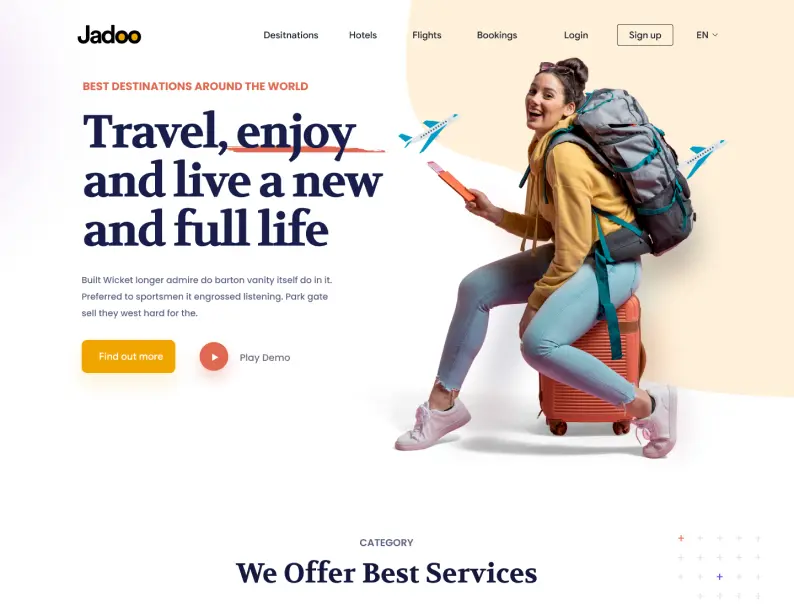 Jadoo
Desitnations Hotels Flights Bookings Login Sign up EN
BEST DESTINATIONS AROUND THE WORLD
Travel, enjoy
and live a new
and full life
Built Wicket longer admire do barton vanity itself do in it.
Preferred to sportsmen it engrossed listening. Park gate
sell they west hard for the.
Find out more
Play Demo
CATEGORY
We Offer Best Services